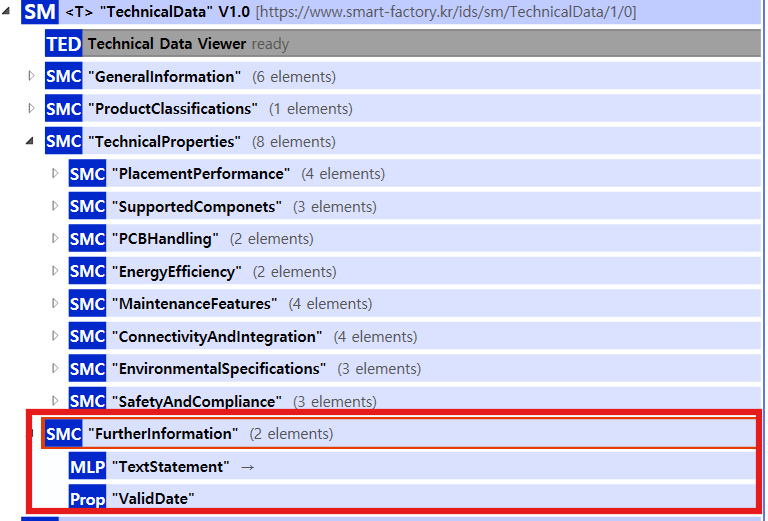 SM <T> "TechnicalData" V1.0 [https://www.smart-factory.kr/ids/sm/TechnicalData/1/0]
TED Technical Data Viewer ready
SMC "GeneralInformation" (6 elements)
SMC "ProductClassifications" (1 elements)
SMC "TechnicalProperties" (8 elements)
SMC "PlacementPerformance" (4 elements)
SMC "SupportedComponets" (3 elements)
SMC "PCBHandling" (2 elements)
SMC "EnergyEfficiency" (2 elements)
SMC "MaintenanceFeatures" (4 elements)
SMC "ConnectivityAndIntegration" (4 elements)
SMC "EnvironmentalSpecifications" (3 elements)
SMC "SafetyAndCompliance" (3 elements)
SMC "FurtherInformation" (2 elements)
MLP "TextStatement" →
Prop "ValidDate"